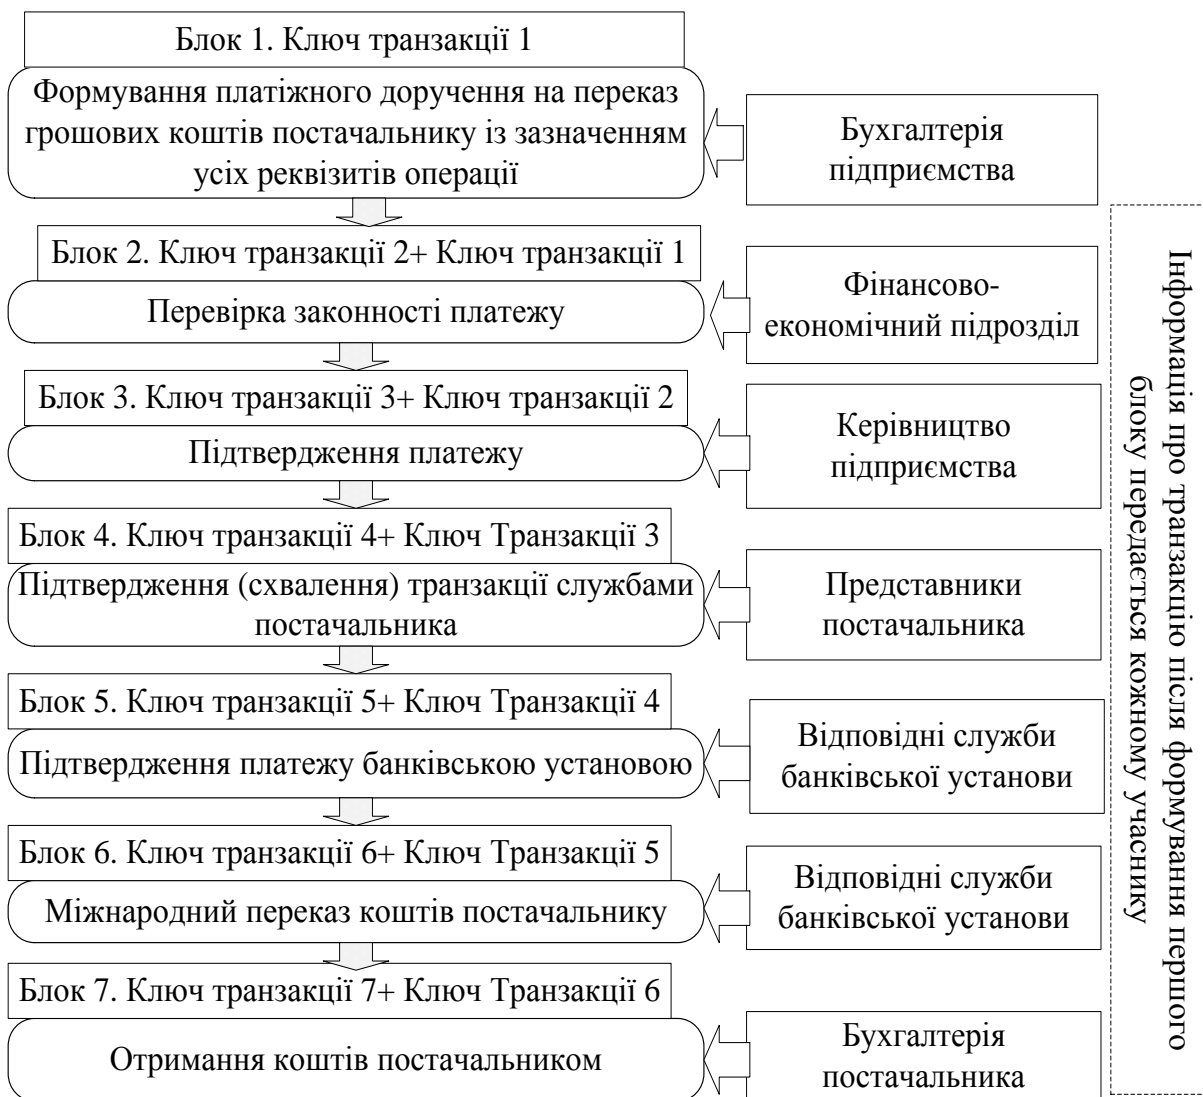 Блок 1. Ключ транзакції 1
Формування платіжного доручення на переказ
грошових коштів постачальнику із зазначенням
усіх реквізитів операції
Бухгалтерія
підприємства
Блок 2. Ключ транзакції 2+ Ключ транзакції 1
Перевірка законності платежу
Фінансово-
економічний підрозділ
Блок 3. Ключ транзакції 3+ Ключ транзакції 2
Підтвердження платежу
Керівництво
підприємства
Блок 4. Ключ транзакції 4+ Ключ Транзакції 3
Підтвердження (схвалення) транзакції службами
постачальника
Представники
постачальника
Блок 5. Ключ транзакції 5+ Ключ Транзакції 4
Підтвердження платежу банківською установою
Відповідні служби
банківської установи
Блок 6. Ключ транзакції 6+ Ключ Транзакції 5
Міжнародний переказ коштів постачальнику
Відповідні служби
банківської установи
Блок 7. Ключ транзакції 7+ Ключ Транзакції 6
Отримання коштів постачальником
Бухгалтерія
постачальника
Інформація про транзакцію після формування першого
блоку передається кожному учаснику